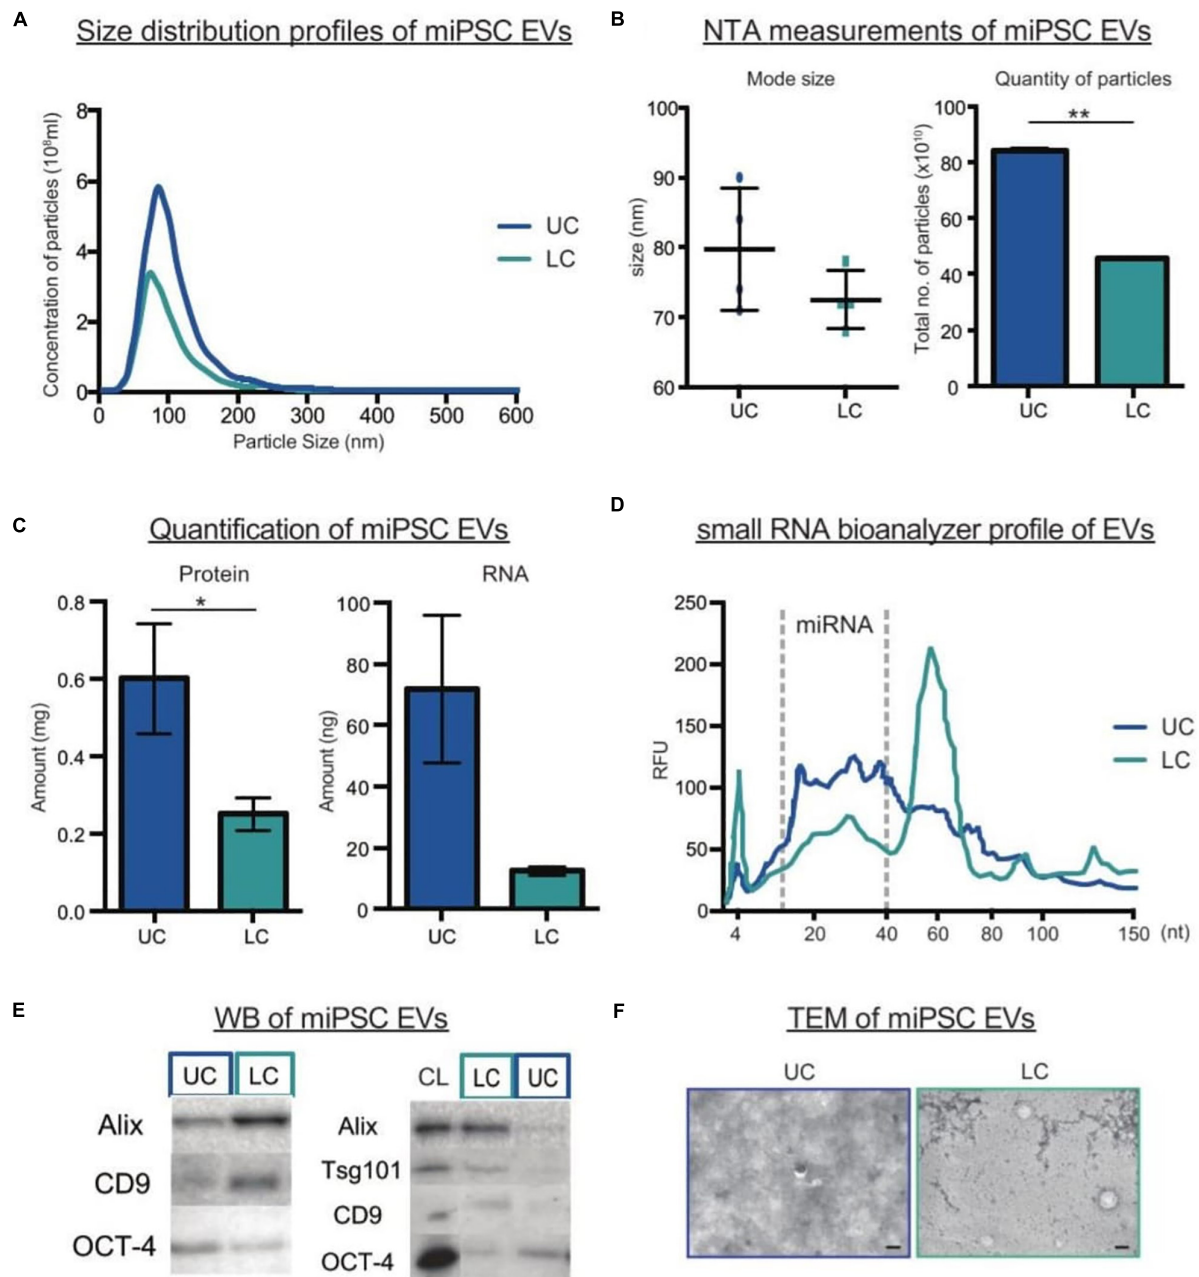 A
Size distribution profiles of miPSC EVs
Concentration of particles (10⁸ml)
8
6
4
2
0
0 100 200 300 400 500 600
Particle Size (nm)
UC
LC
B
NTA measurements of miPSC EVs
Mode size
size (nm)
100
90
80
70
60
UC LC
Quantity of particles
Total no. of particles (x10¹⁰)
100
80
60
40
20
0
**
UC LC
C
Quantification of miPSC EVs
Protein
Amount (mg)
0.8
0.6
0.4
0.2
0.0
*
UC LC
RNA
Amount (ng)
100
80
60
40
20
0
UC LC
D
small RNA bioanalyzer profile of EVs
RFU
250
200
150
100
50
0
miRNA
4 20 40 60 80 100 150 (nt)
UC
LC
E
WB of miPSC EVs
UC LC
Alix
CD9
OCT-4
CL LC UC
Alix
Tsg101
CD9
OCT-4
F
TEM of miPSC EVs
UC LC